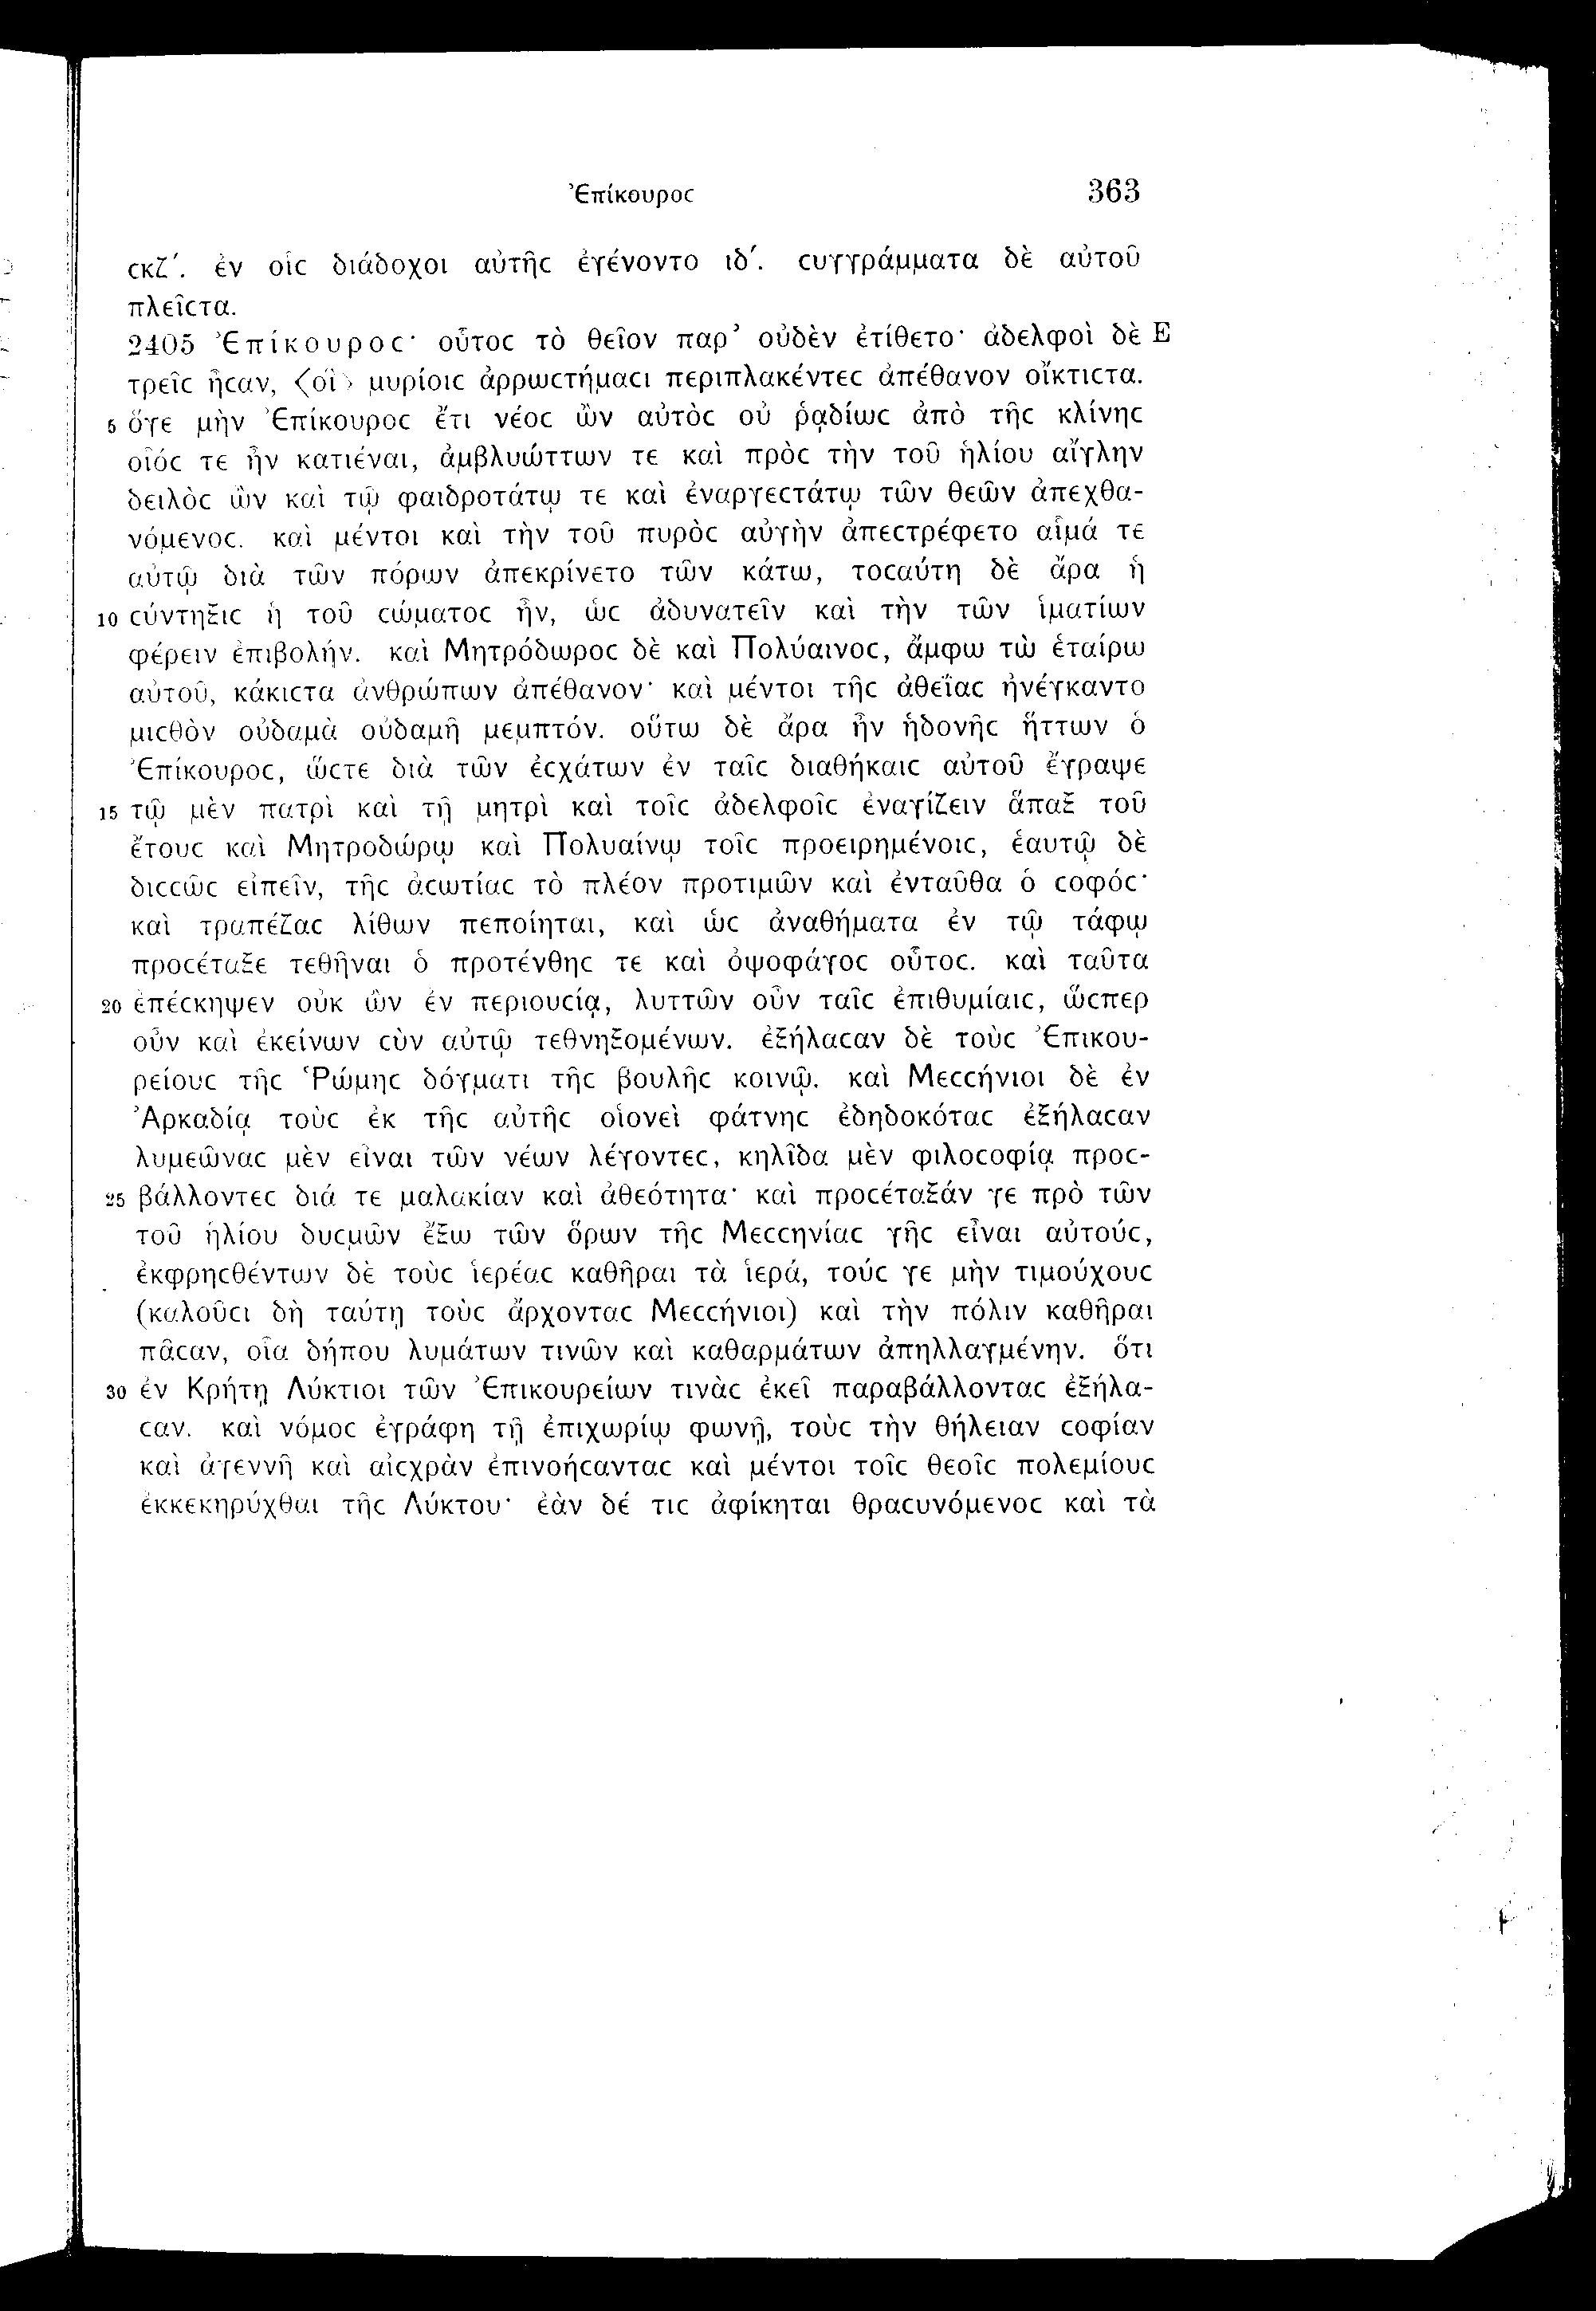 Ἐπίκουροϲ 363
ϲκζ´. ἐν οἷϲ διάδοχοι αὐτῆϲ ἐγένοντο ιδ´. ϲυγγράμματα δὲ αὐτοῦ
πλεῖϲτα.
2405 Ἐπίκουροϲ· οὗτοϲ τὸ θεῖον παρ’ οὐδὲν ἐτίθετο· ἀδελφοὶ δὲ E
τρεῖϲ ἦϲαν, <οἳ> μυρίοιϲ ἀρρωϲτήμαϲι περιπλακέντεϲ ἀπέθανον οἴκτιϲτα.
5 ὅγε μὴν Ἐπίκουροϲ ἔτι νέοϲ ὢν αὐτὸϲ οὐ ῥᾳδίωϲ ἀπὸ τῆϲ κλίνηϲ
οἷόϲ τε ἦν κατιέναι, ἀμβλυώττων τε καὶ πρὸϲ τὴν τοῦ ἡλίου αἴγλην
δειλὸϲ ὢν καὶ τῷ φαιδροτάτῳ τε καὶ ἐναργεϲτάτῳ τῶν θεῶν ἀπεχθα-
νόμενοϲ. καὶ μέντοι καὶ τὴν τοῦ πυρὸϲ αὐγὴν ἀπεϲτρέφετο αἷμά τε
αὐτῷ διὰ τῶν πόρων ἀπεκρίνετο τῶν κάτω, τοϲαύτη δὲ ἄρα ἡ
10 ϲύντηξιϲ ἡ τοῦ ϲώματοϲ ἦν, ὡϲ ἀδυνατεῖν καὶ τὴν τῶν ἱματίων
φέρειν ἐπιβολήν. καὶ Μητρόδωροϲ δὲ καὶ Πολύαινοϲ, ἄμφω τὼ ἑταίρω
αὐτοῦ, κάκιϲτα ἀνθρώπων ἀπέθανον· καὶ μέντοι τῆϲ ἀθεΐαϲ ἠνέγκαντο
μιϲθὸν οὐδαμὰ οὐδαμῆ μεμπτόν. οὕτω δὲ ἄρα ἦν ἡδονῆϲ ἥττων ὁ
Ἐπίκουροϲ, ὥϲτε διὰ τῶν ἐϲχάτων ἐν ταῖϲ διαθήκαιϲ αὐτοῦ ἔγραψε
15 τῷ μὲν πατρὶ καὶ τῇ μητρὶ καὶ τοῖϲ ἀδελφοῖϲ ἐναγίζειν ἅπαξ τοῦ
ἔτουϲ καὶ Μητροδώρῳ καὶ Πολυαίνῳ τοῖϲ προειρημένοιϲ, ἑαυτῷ δὲ
διϲϲῶϲ εἰπεῖν, τῆϲ ἀϲωτίαϲ τὸ πλέον προτιμῶν καὶ ἐνταῦθα ὁ ϲοφόϲ·
καὶ τραπέζαϲ λίθων πεποίηται, καὶ ὡϲ ἀναθήματα ἐν τῷ τάφῳ
προϲέταξε τεθῆναι ὁ προτένθηϲ τε καὶ ὀψοφάγοϲ οὗτοϲ. καὶ ταῦτα
20 ἐπέϲκηψεν οὐκ ὢν ἐν περιουϲίᾳ, λυττῶν οὖν ταῖϲ ἐπιθυμίαιϲ, ὥϲπερ
οὖν καὶ ἐκείνων ϲὺν αὐτῷ τεθνηξομένων. ἐξήλαϲαν δὲ τοὺϲ Ἐπικου-
ρείουϲ τῆϲ Ῥώμηϲ δόγματι τῆϲ βουλῆϲ κοινῷ. καὶ Μεϲϲήνιοι δὲ ἐν
Ἀρκαδίᾳ τοὺϲ ἐκ τῆϲ αὐτῆϲ οἱονεὶ φάτνηϲ ἐδηδοκόταϲ ἐξήλαϲαν
λυμεῶναϲ μὲν εἶναι τῶν νέων λέγοντεϲ, κηλῖδα μὲν φιλοϲοφίᾳ προϲ-
25 βάλλοντεϲ διά τε μαλακίαν καὶ ἀθεότητα· καὶ προϲέταξάν γε πρὸ τῶν
τοῦ ἡλίου δυϲμῶν ἔξω τῶν ὅρων τῆϲ Μεϲϲηνίαϲ γῆϲ εἶναι αὐτούϲ,
ἐκφρηϲθέντων δὲ τοὺϲ ἱερέαϲ καθῆραι τὰ ἱερά, τούϲ γε μὴν τιμούχουϲ
(καλοῦϲι δὴ ταύτῃ τοὺϲ ἄρχονταϲ Μεϲϲήνιοι) καὶ τὴν πόλιν καθῆραι
πᾶϲαν, οἷα δήπου λυμάτων τινῶν καὶ καθαρμάτων ἀπηλλαγμένην. ὅτι
30 ἐν Κρήτῃ Λύκτιοι τῶν Ἐπικουρείων τινὰϲ ἐκεῖ παραβάλλονταϲ ἐξήλα-
ϲαν. καὶ νόμοϲ ἐγράφη τῇ ἐπιχωρίῳ φωνῇ, τοὺϲ τὴν θήλειαν ϲοφίαν
καὶ ἀγεννῆ καὶ αἰϲχρὰν ἐπινοήϲανταϲ καὶ μέντοι τοῖϲ θεοῖϲ πολεμίουϲ
ἐκκεκηρύχθαι τῆϲ Λύκτου· ἐὰν δέ τιϲ ἀφίκηται θραϲυνόμενοϲ καὶ τὰ